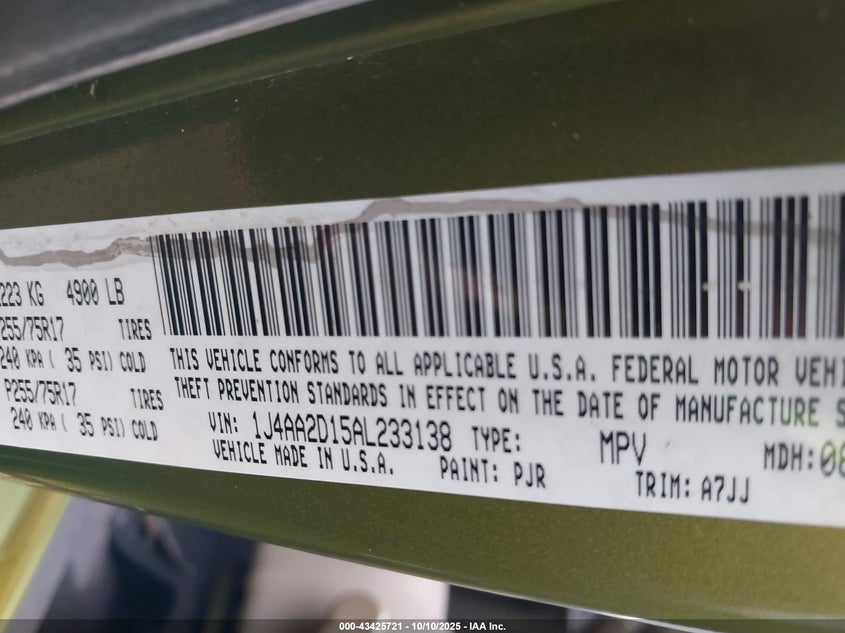 223 KG 4900 LB
255/75R17 TIRES
240 KPA ( 35 PSI) COLD
P255/75R17 TIRES
240 KPA ( 35 PSI) COLD
THIS VEHICLE CONFORMS TO ALL APPLICABLE U.S.A. FEDERAL MOTOR VEHI
THEFT PREVENTION STANDARDS IN EFFECT ON THE DATE OF MANUFACTURE S
VIN: 1J4AA2D15AL233138 TYPE: MPV MDH:08
VEHICLE MADE IN U.S.A. PAINT: PJR TRIM: A7JJ
000-43425721 | 10/10/2025 - IAA Inc.